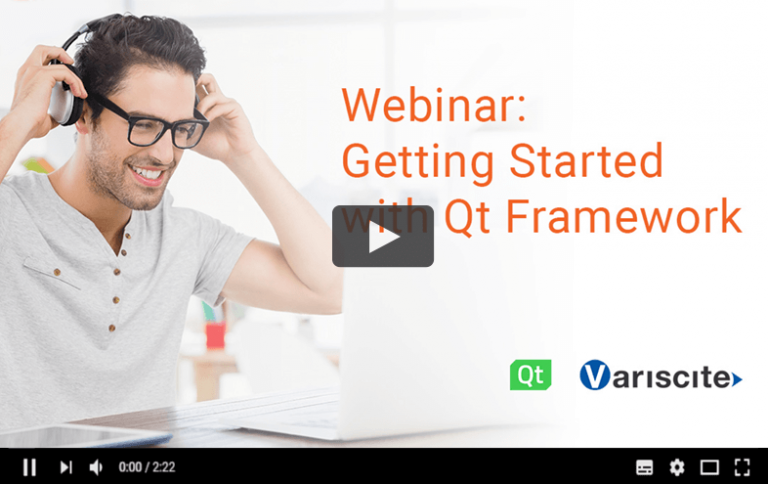 Webinar:
Getting Started
with Qt Framework
Qt
Variscite
0:00 / 2:22